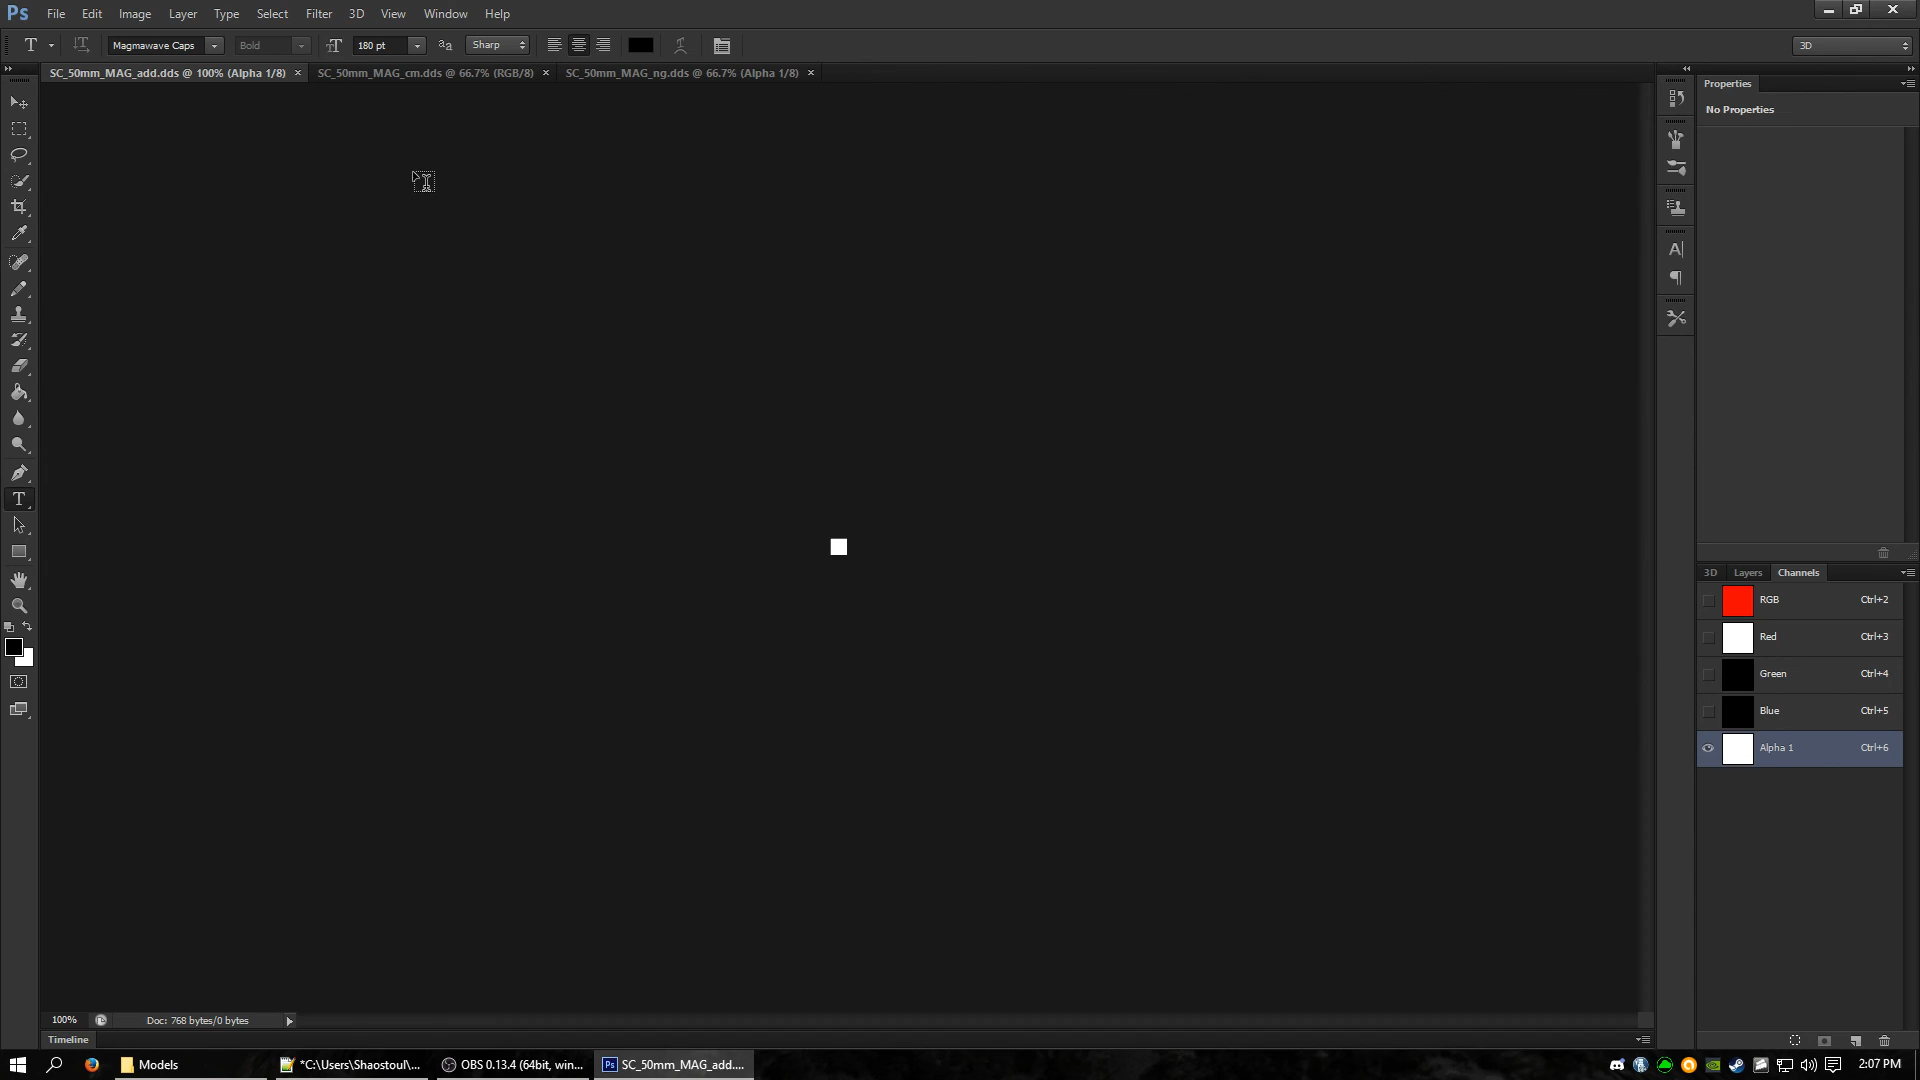 Ps File Edit Image Layer Type Select Filter 3D View Window Help
T Magmawave Caps Bold 180 pt aa Sharp 3D
SC_50mm_MAG_add.dds @ 100% (Alpha 1/8) × SC_50mm_MAG_cm.dds @ 66.7% (RGB/8) × SC_50mm_MAG_ng.dds @ 66.7% (Alpha 1/8) ×
Properties
No Properties
3D Layers Channels
RGB Ctrl+2
Red Ctrl+3
Green Ctrl+4
Blue Ctrl+5
Alpha 1 Ctrl+6
100% Doc: 768 bytes/0 bytes
Timeline
Models *C:\Users\Shaostoul\... OBS 0.13.4 (64bit, win... Ps SC_50mm_MAG_add.... 2:07 PM